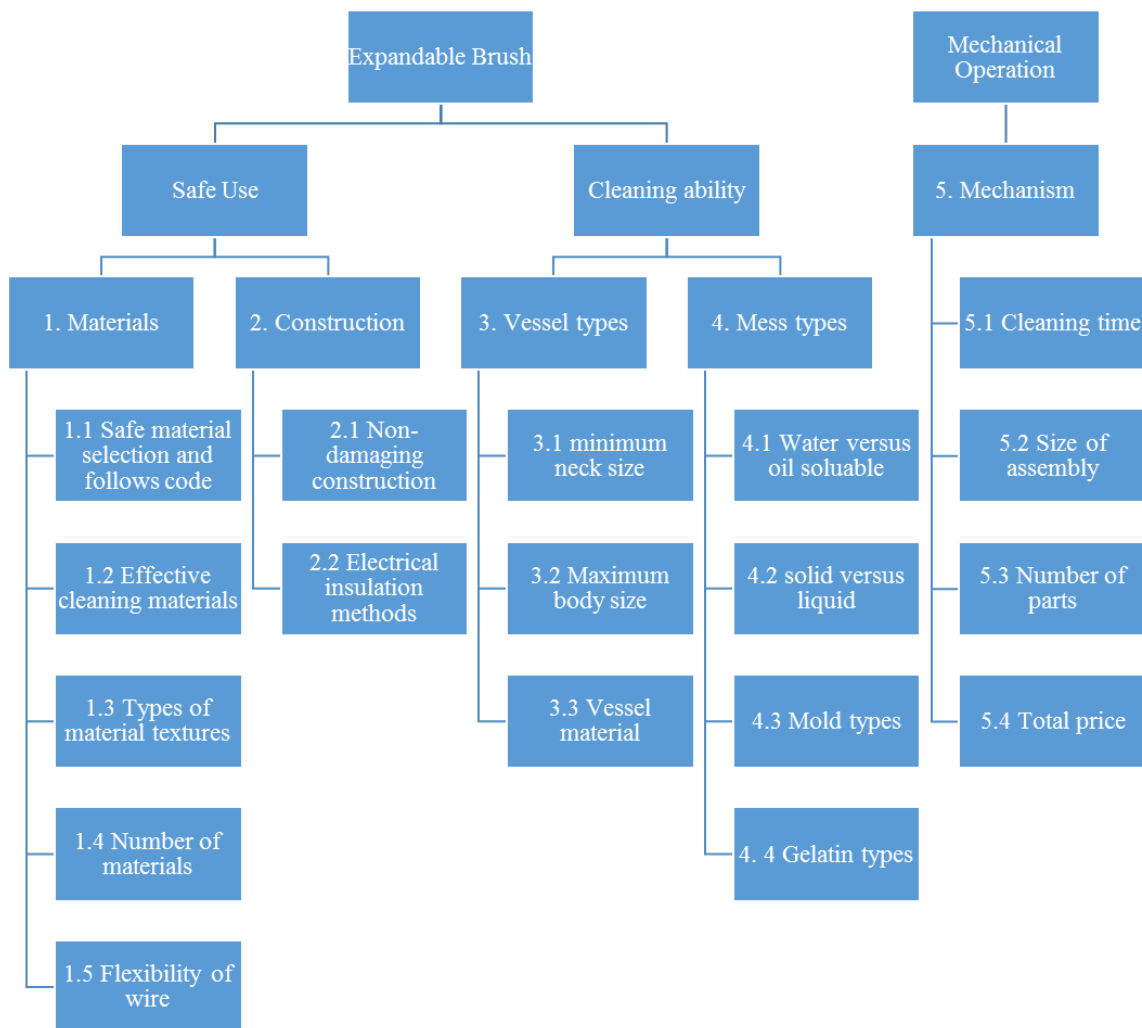 Expandable Brush
Mechanical
Operation
Safe Use
Cleaning ability
5. Mechanism
1. Materials
2. Construction
3. Vessel types
4. Mess types
1.1 Safe material
selection and
follows code
1.2 Effective
cleaning materials
1.3 Types of
material textures
1.4 Number of
materials
1.5 Flexibility of
wire
2.1 Non-
damaging
construction
2.2 Electrical
insulation
methods
3.1 minimum
neck size
3.2 Maximum
body size
3.3 Vessel
material
4.1 Water versus
oil soluable
4.2 solid versus
liquid
4.3 Mold types
4. 4 Gelatin types
5.1 Cleaning time
5.2 Size of
assembly
5.3 Number of
parts
5.4 Total price